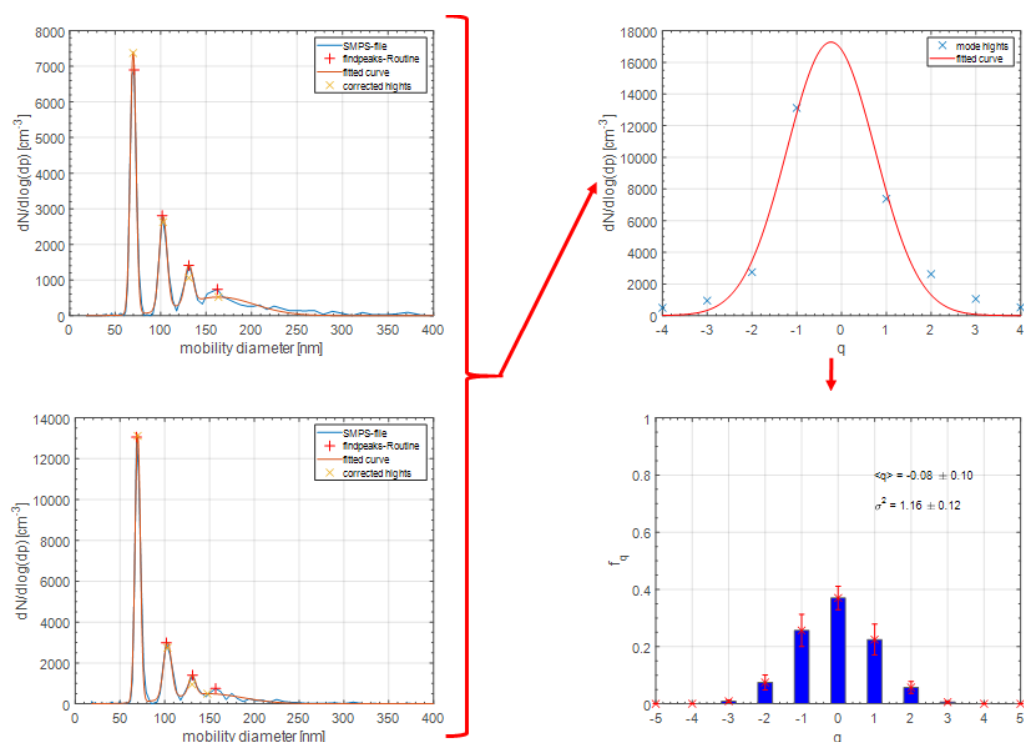 8000
7000
6000
5000
4000
3000
2000
1000
0
dN/dlog(dp) [cm-3]
SMPS-file
findpeaks-Routine
fitted curve
corrected hights
0 50 100 150 200 250 300 350 400
mobility diameter [nm]
18000
16000
14000
12000
10000
8000
6000
4000
2000
0
dN/dlog(dp) [cm-3]
mode hights
fitted curve
-4 -3 -2 -1 0 1 2 3 4
q
14000
12000
10000
8000
6000
4000
2000
0
dN/dlog(dp) [cm-3]
SMPS-file
findpeaks-Routine
fitted curve
corrected hights
0 50 100 150 200 250 300 350 400
mobility diameter [nm]
1
0.8
0.6
0.4
0.2
0
fq
<q> = -0.08 ± 0.10
σ2 = 1.16 ± 0.12
-5 -4 -3 -2 -1 0 1 2 3 4 5
q